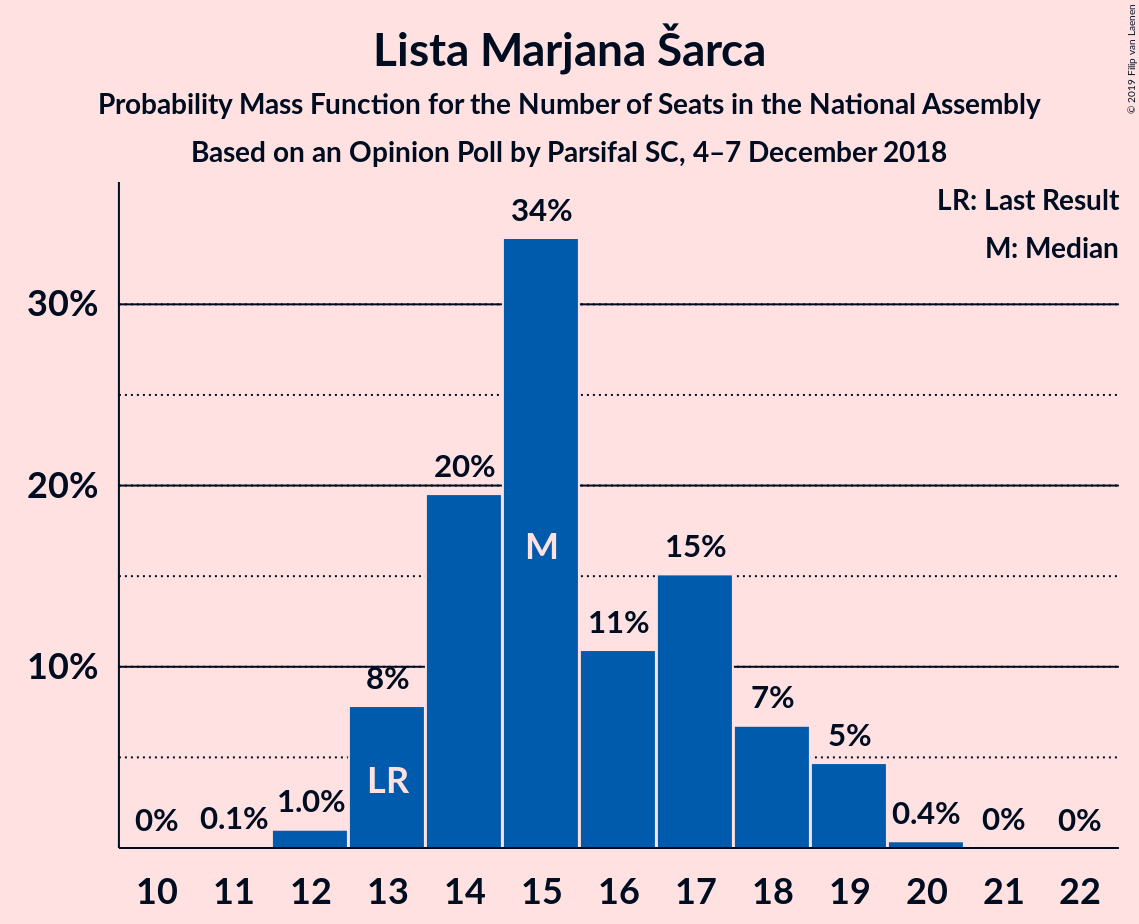 Lista Marjana Šarca
Probability Mass Function for the Number of Seats in the National Assembly
Based on an Opinion Poll by Parsifal SC, 4–7 December 2018
© 2019 Filip van Laenen
LR: Last Result
M: Median
30%
20%
10%
0%
0.1%
1.0%
8%
20%
34%
11%
15%
7%
5%
0.4%
0%
0%
LR
M
10 11 12 13 14 15 16 17 18 19 20 21 22